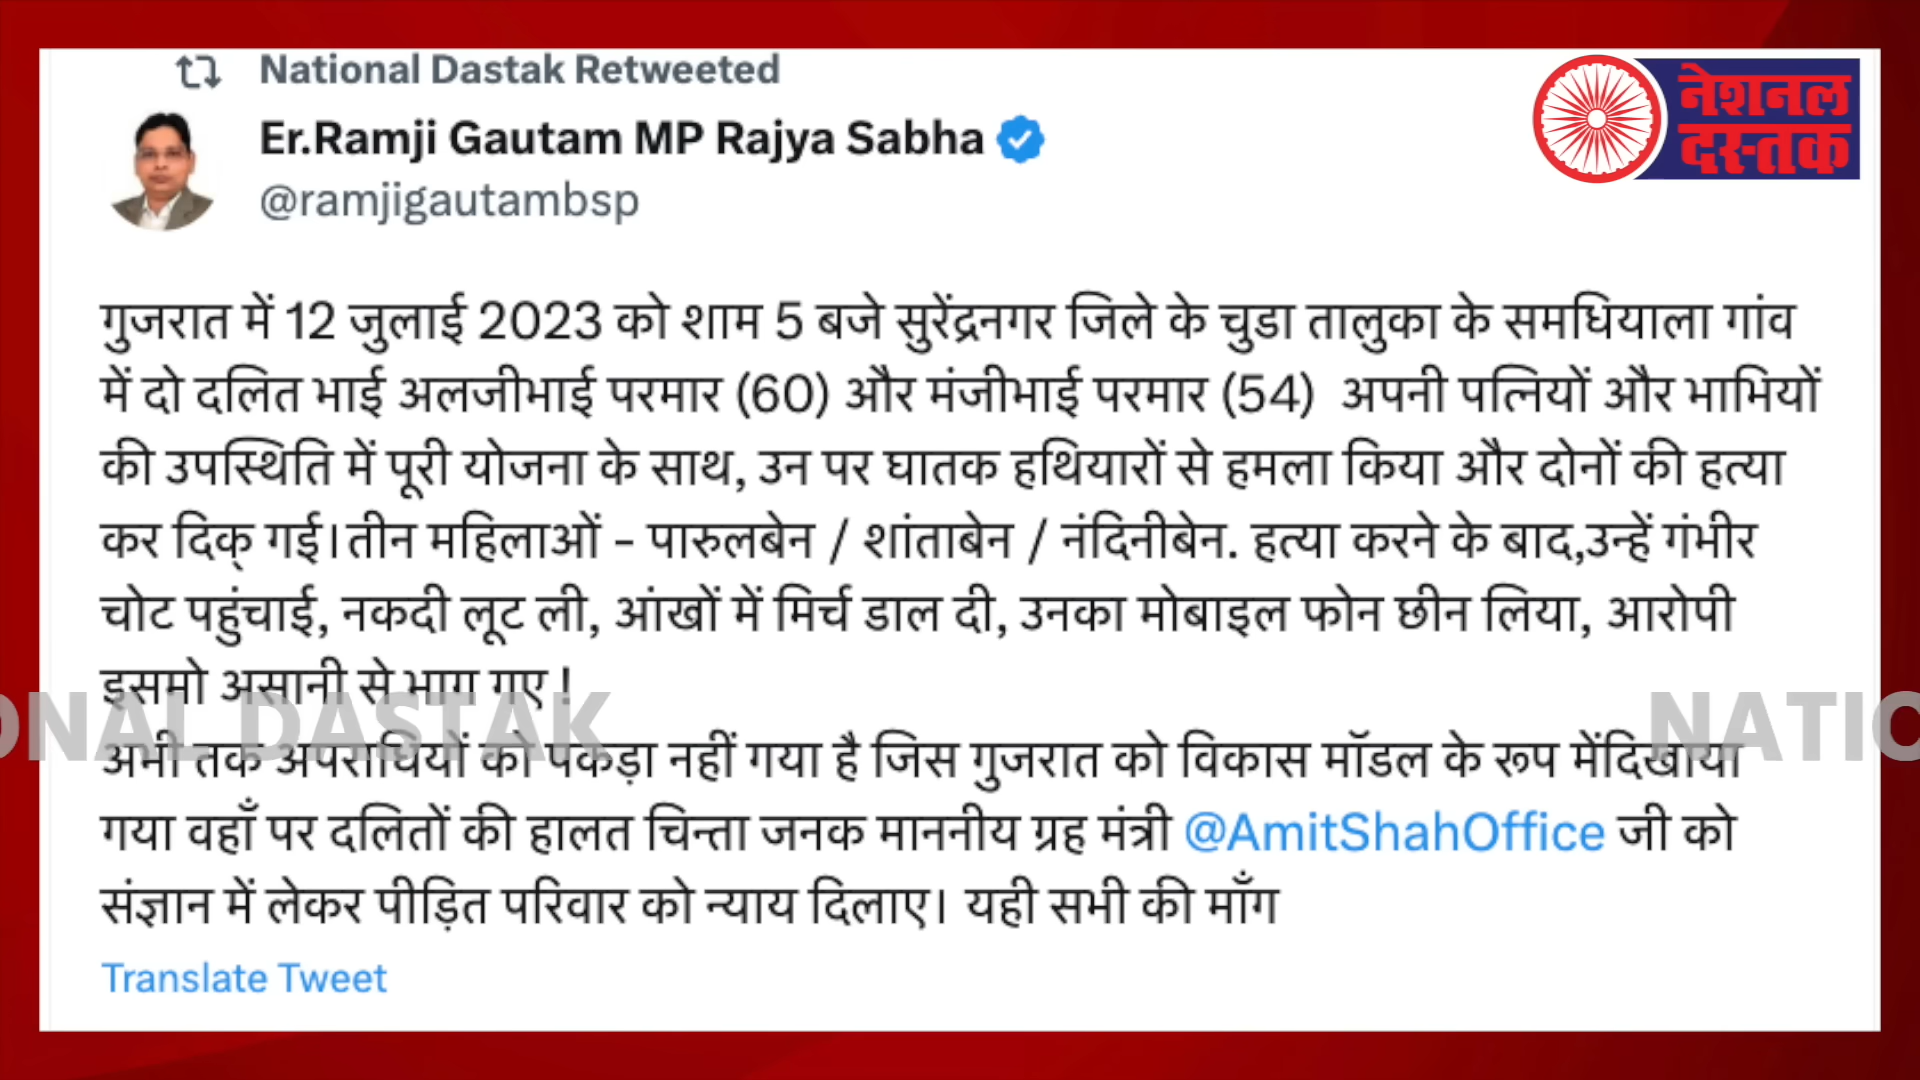 National Dastak Retweeted
Er.Ramji Gautam MP Rajya Sabha
@ramjigautambsp
नेशनल
दस्तक
गुजरात में 12 जुलाई 2023 को शाम 5 बजे सुरेंद्रनगर जिले के चुडा तालुका के समधियाला गांव
में दो दलित भाई अलजीभाई परमार (60) और मंजीभाई परमार (54) अपनी पत्नियों और भाभियों
की उपस्थिति में पूरी योजना के साथ, उन पर घातक हथियारों से हमला किया और दोनों की हत्या
कर दिक् गई।तीन महिलाओं - पारुलबेन / शांताबेन / नंदिनीबेन. हत्या करने के बाद,उन्हें गंभीर
चोट पहुंचाई, नकदी लूट ली, आंखों में मिर्च डाल दी, उनका मोबाइल फोन छीन लिया, आरोपी
इसमो असानी से भाग गए !
ONAL DASTAK
NATIO
अभी तक अपराधियों को पकड़ा नहीं गया है जिस गुजरात को विकास मॉडल के रूप मेंदिखाया
गया वहाँ पर दलितों की हालत चिन्ता जनक माननीय ग्रह मंत्री @AmitShahOffice जी को
संज्ञान में लेकर पीड़ित परिवार को न्याय दिलाए। यही सभी की माँग
Translate Tweet